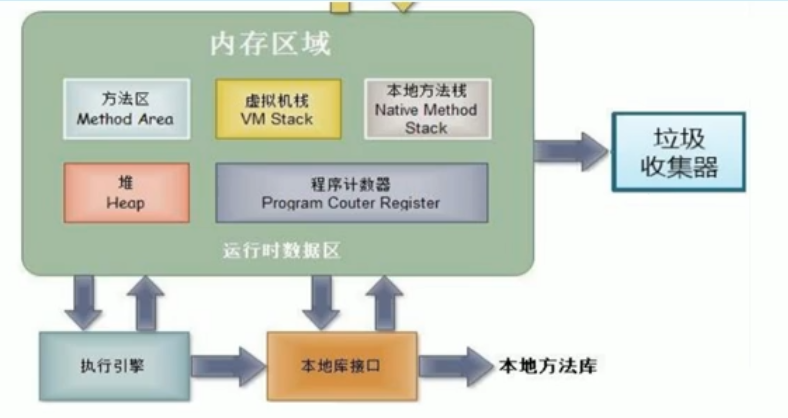 内存区域
方法区
Method Area
虚拟机栈
VM Stack
本地方法栈
Native Method
Stack
堆
Heap
程序计数器
Program Couter Register
运行时数据区
垃圾
收集器
执行引擎
本地库接口
本地方法库